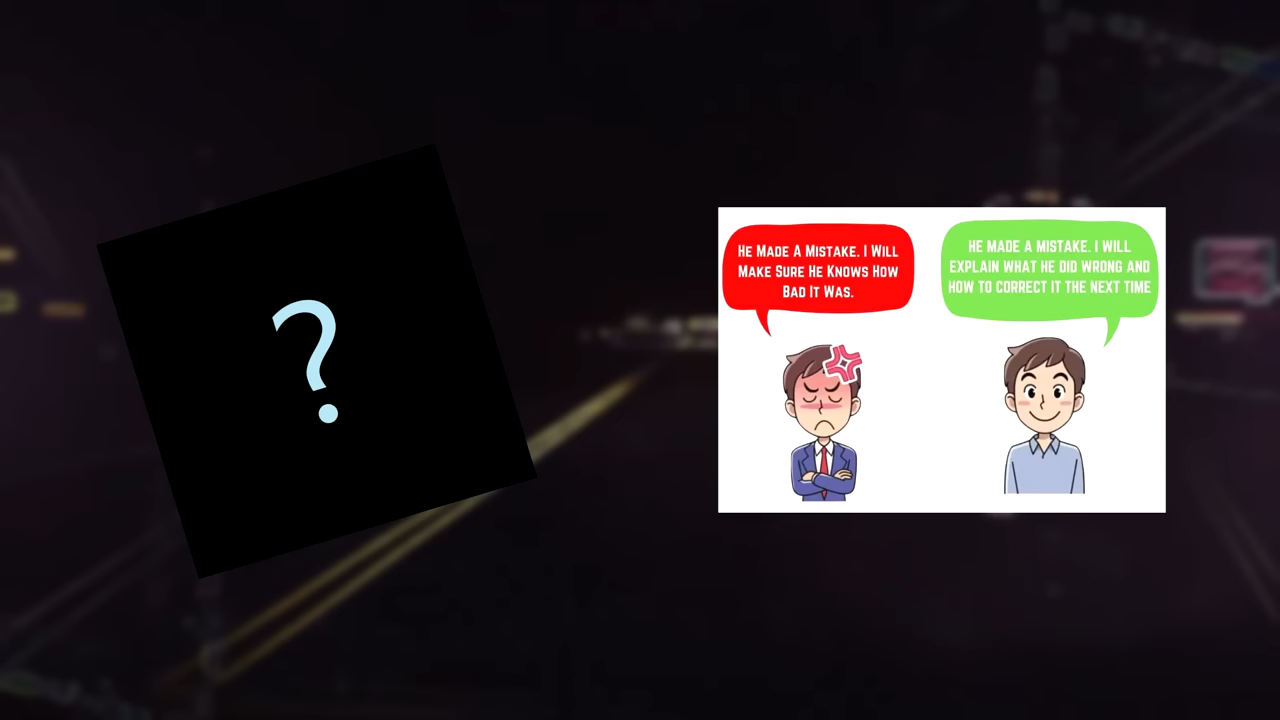 ?
He Made A Mistake. I Will
Make Sure He Knows How
Bad It Was.
HE MADE A MISTAKE. I WILL
EXPLAIN WHAT HE DID WRONG AND
HOW TO CORRECT IT THE NEXT TIME